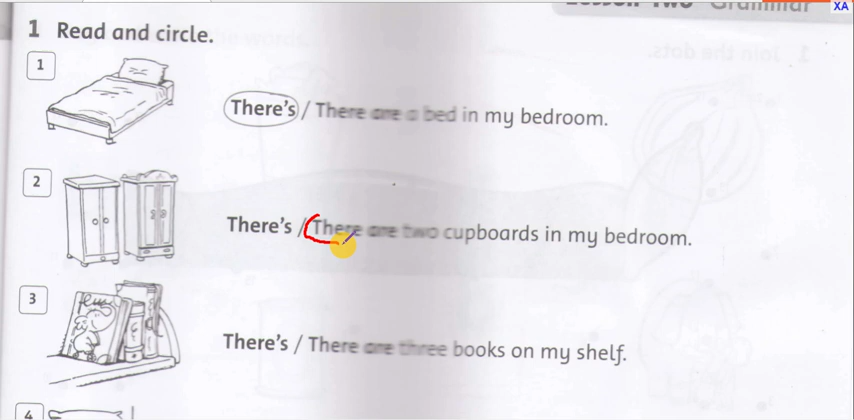 Grammar
XA
1 Read and circle.
1
There's / There are a bed in my bedroom.
2
There's / There are two cupboards in my bedroom.
3
There's / There are three books on my shelf.
4